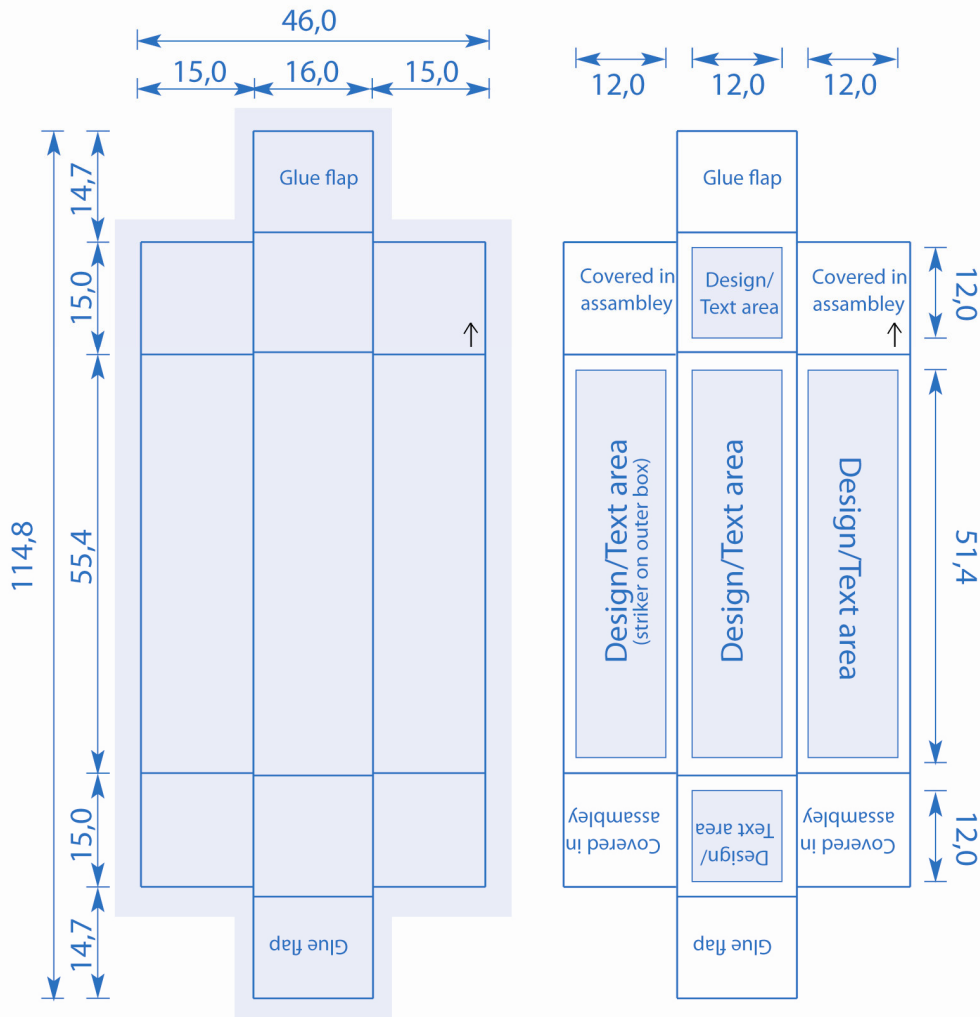 46,0
15,0
16,0
15,0
12,0
12,0
12,0
114,8
14,7
15,0
55,4
15,0
14,7
Glue flap
Glue flap
Glue flap
Covered in
assambley
Design/
Text area
Covered in
assambley
12,0
Design/Text area
(striker on outer box)
Design/Text area
Design/Text area
51,4
Covered in
assambley
Design/
Text area
Covered in
assambley
12,0
Glue flap